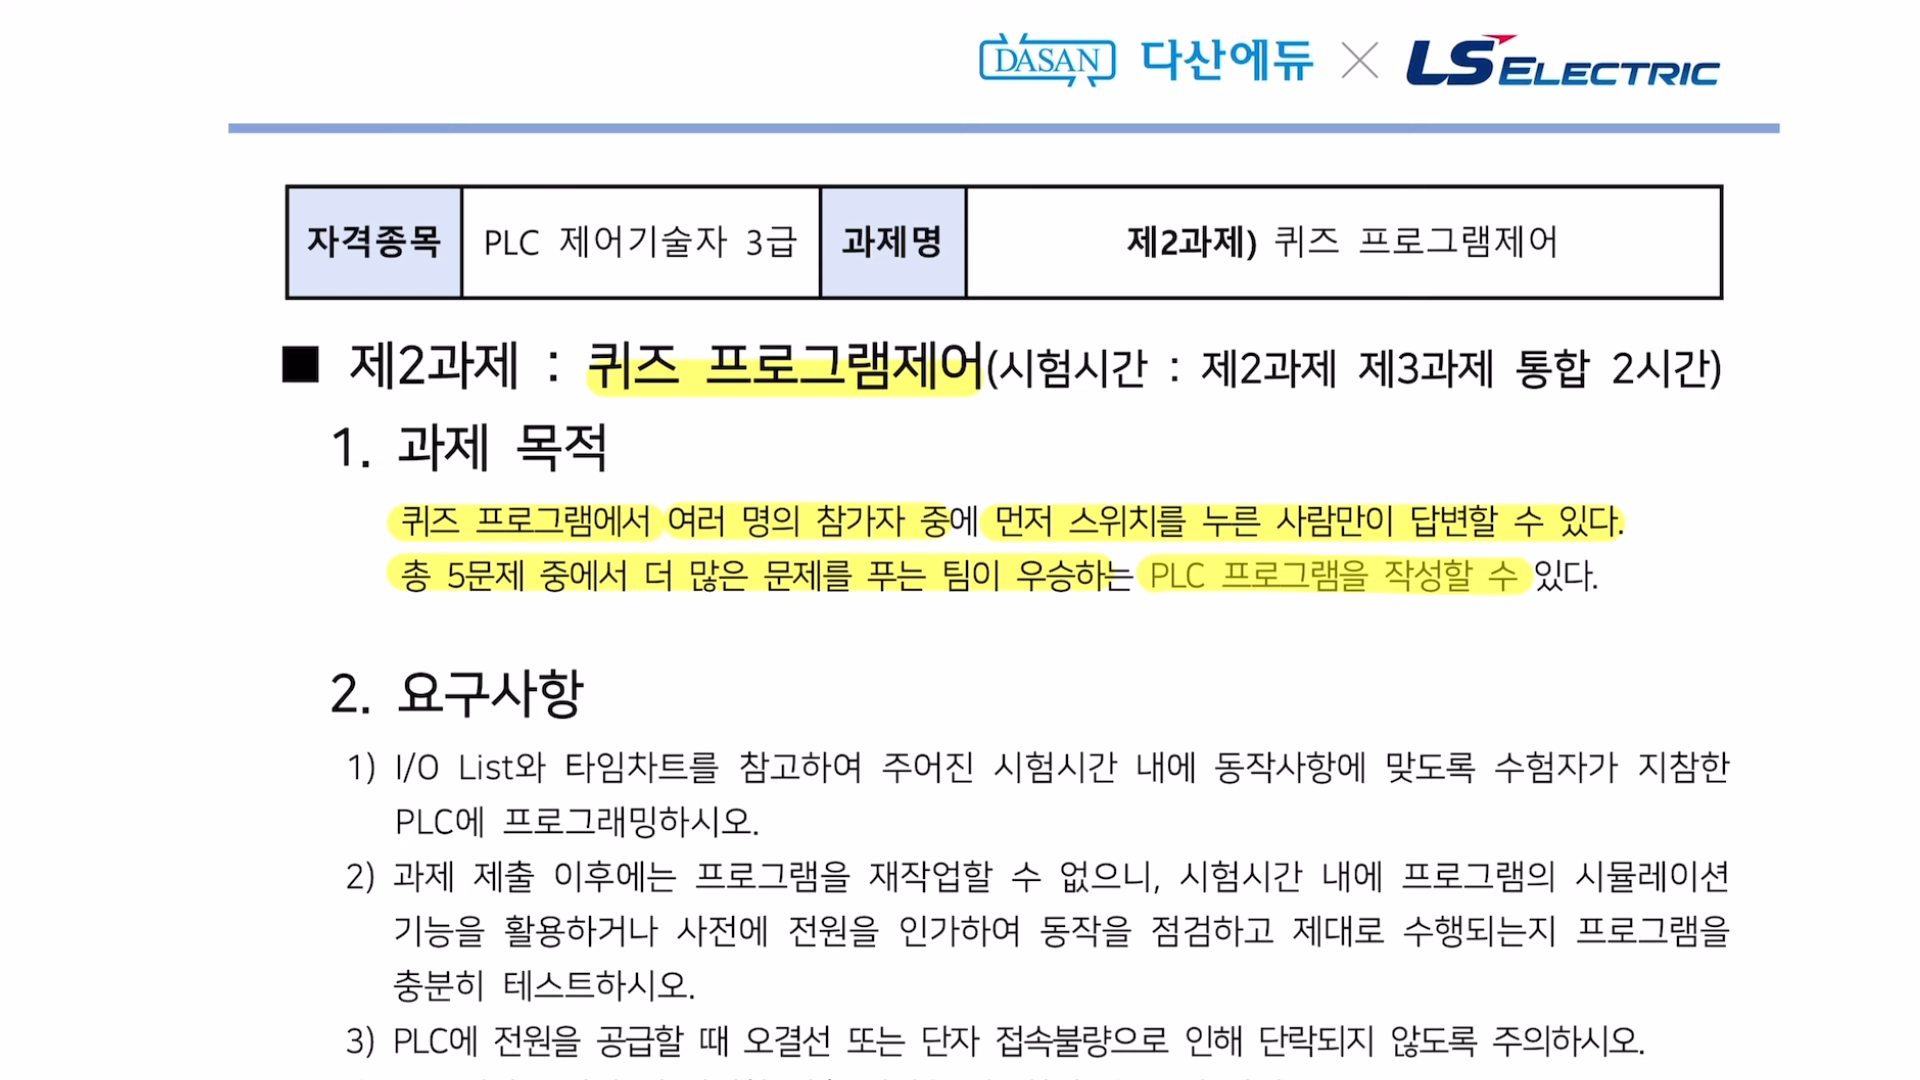 DASAN 다산에듀 × LS ELECTRIC
자격종목 PLC 제어기술자 3급 과제명 제2과제) 퀴즈 프로그램제어
■ 제2과제 : 퀴즈 프로그램제어(시험시간 : 제2과제 제3과제 통합 2시간)
1. 과제 목적
퀴즈 프로그램에서 여러 명의 참가자 중에 먼저 스위치를 누른 사람만이 답변할 수 있다.
총 5문제 중에서 더 많은 문제를 푸는 팀이 우승하는 PLC 프로그램을 작성할 수 있다.
2. 요구사항
1) I/O List와 타임차트를 참고하여 주어진 시험시간 내에 동작사항에 맞도록 수험자가 지참한
PLC에 프로그래밍하시오.
2) 과제 제출 이후에는 프로그램을 재작업할 수 없으니, 시험시간 내에 프로그램의 시뮬레이션
기능을 활용하거나 사전에 전원을 인가하여 동작을 점검하고 제대로 수행되는지 프로그램을
충분히 테스트하시오.
3) PLC에 전원을 공급할 때 오결선 또는 단자 접속불량으로 인해 단락되지 않도록 주의하시오.